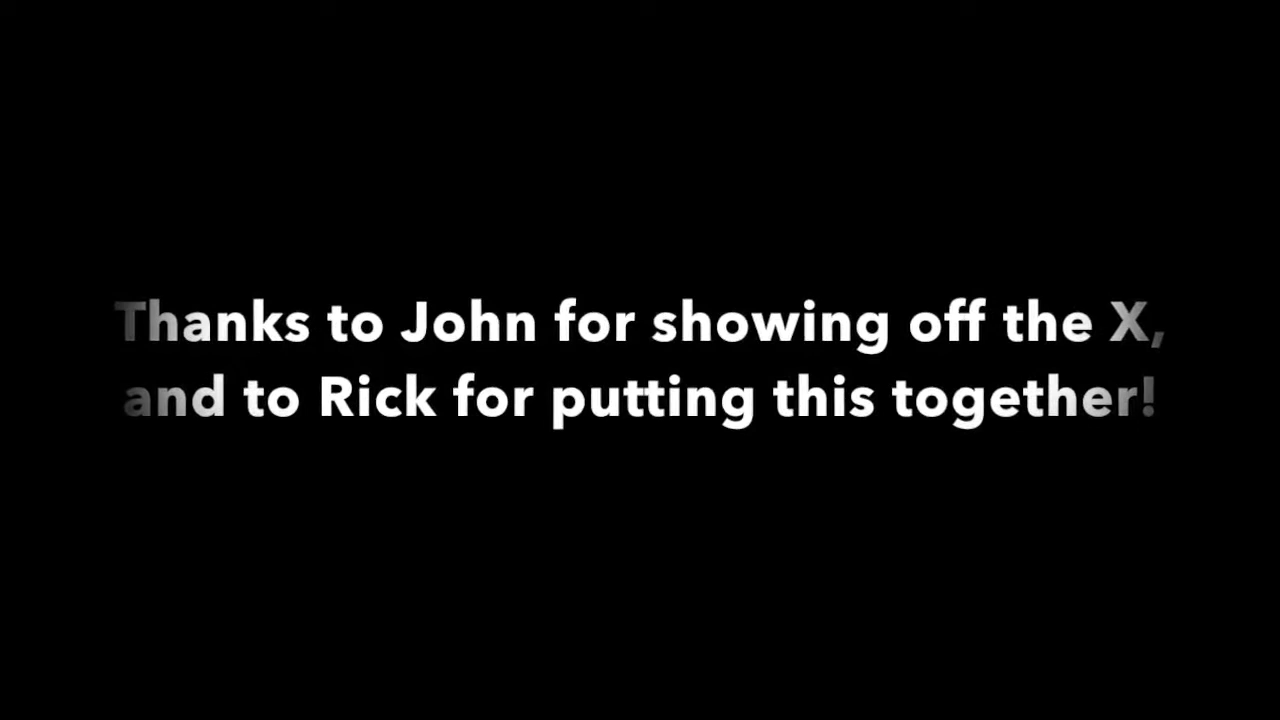 Thanks to John for showing off the X,
and to Rick for putting this together!